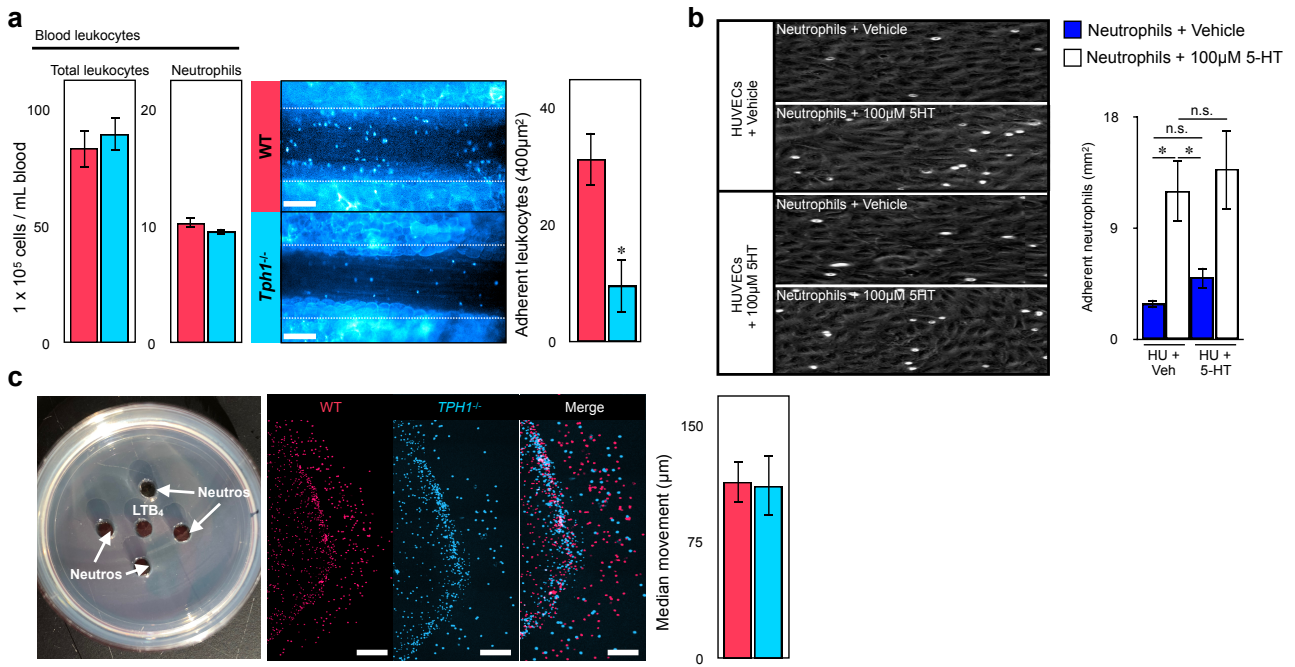 a
Blood leukocytes
Total leukocytes
Neutrophils
1 x 10⁵ cells / mL blood
100
50
0
20
10
0
WT
Tph1-/-
Adherent leukocytes (400µm²)
40
20
0
*
b
HUVECs
+ Vehicle
HUVECs
+ 100µM 5HT
Neutrophils + Vehicle
Neutrophils + 100µM 5HT
Neutrophils + Vehicle
Neutrophils + 100µM 5HT
Neutrophils + Vehicle
Neutrophils + 100µM 5-HT
Adherent neutrophils (mm²)
18
9
0
n.s.
n.s.
* *
HU +
Veh
HU +
5-HT
c
Neutros
LTB₄
Neutros
WT
TPH1-/-
Merge
Median movement (µm)
150
75
0